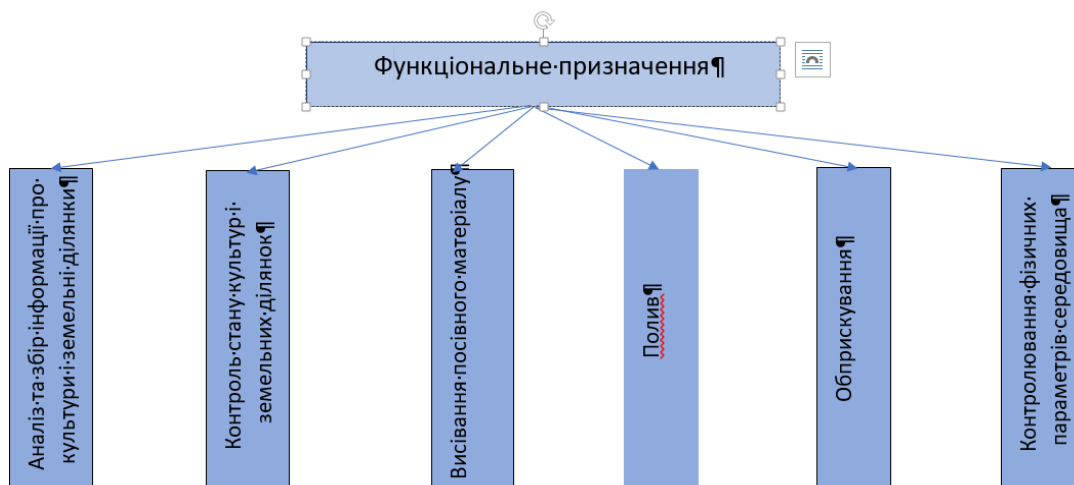 Функціональне·призначення¶
Аналіз·та·збір·інформації·про·
культури·і·земельні·ділянки¶
Контроль·стану·культур·і·
земельних·ділянок¶
Висівання·посівного·матеріалу¶
Полив¶
Обприскування¶
Контролювання·фізичних·
параметрів·середовища¶